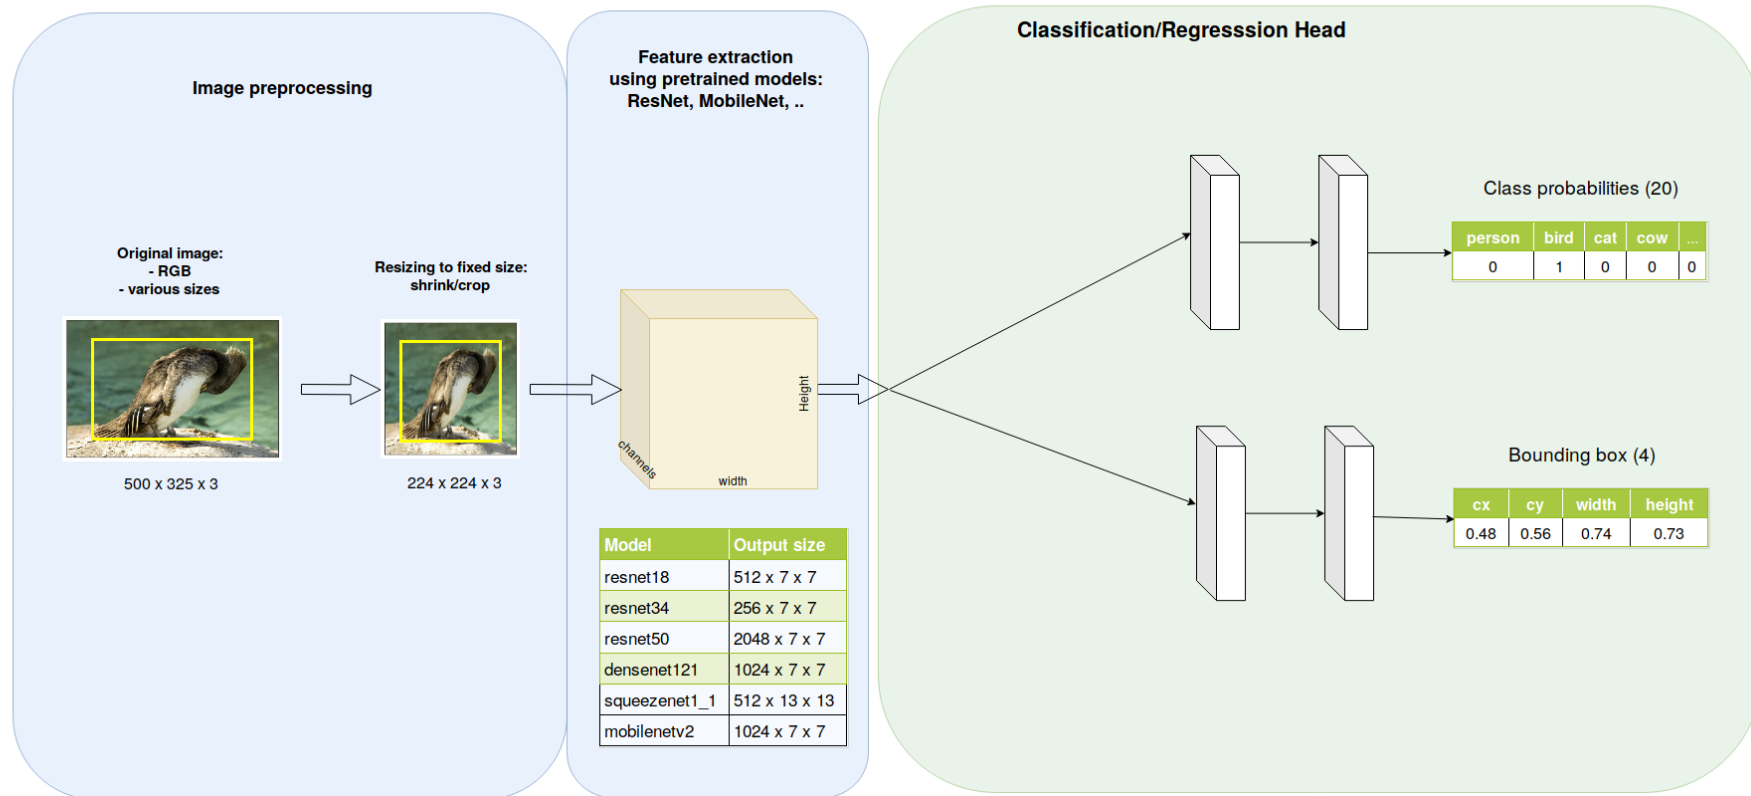 Image preprocessing
Original image:
- RGB
- various sizes
500 x 325 x 3
Resizing to fixed size:
shrink/crop
224 x 224 x 3
Feature extraction
using pretrained models:
ResNet, MobileNet, ..
channels
width
Height
Model Output size
resnet18 512 x 7 x 7
resnet34 256 x 7 x 7
resnet50 2048 x 7 x 7
densenet121 1024 x 7 x 7
squeezenet1_1 512 x 13 x 13
mobilenetv2 1024 x 7 x 7
Classification/Regresssion Head
Class probabilities (20)
person bird cat cow ...
0 1 0 0 0
Bounding box (4)
cx cy width height
0.48 0.56 0.74 0.73